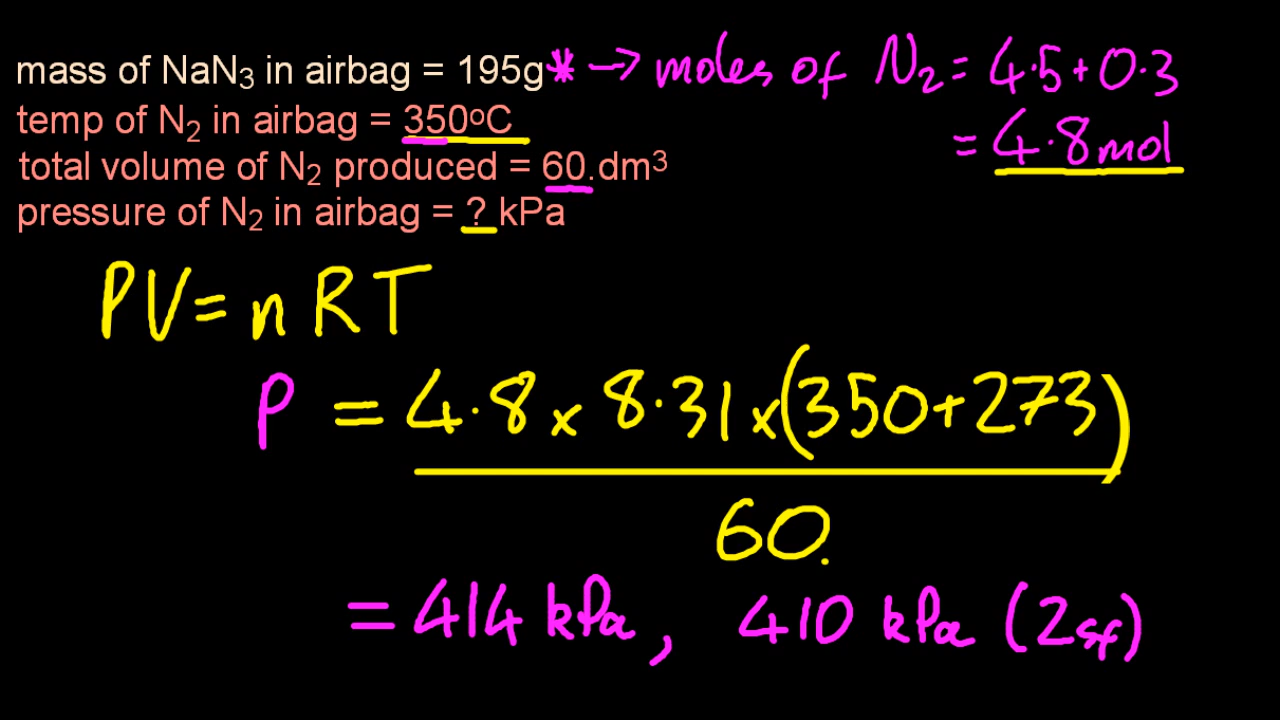 mass of NaN₃ in airbag = 195g* → moles of N₂ = 4.5+0.3
temp of N₂ in airbag = 350ᵒC
= 4.8mol
total volume of N₂ produced = 60.dm³
pressure of N₂ in airbag = ? kPa
PV=nRT
P = 4.8 x 8.31 x (350+273)
60.
= 414 kPa, 410 kPa (2sf)